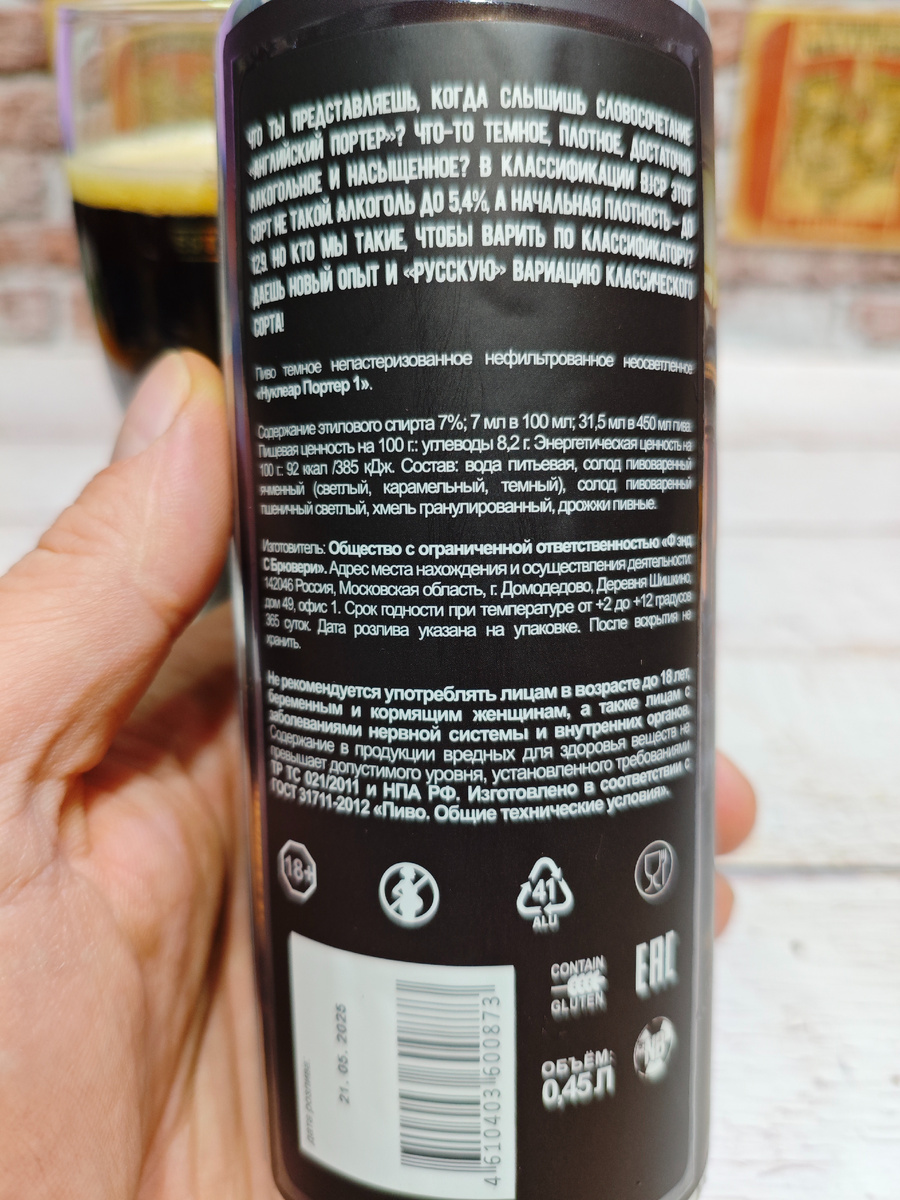 ЧТО ТЫ ПРЕДСТАВЛЯЕШЬ, КОГДА СЛЫШИШЬ СЛОВОСОЧЕТАНИЕ
«АНГЛИЙСКИЙ ПОРТЕР»? ЧТО-ТО ТЕМНОЕ, ПЛОТНОЕ, ДОСТАТОЧНО
АЛКОГОЛЬНОЕ И НАСЫЩЕННОЕ? В КЛАССИФИКАЦИИ BJCP ЭТОТ
СОРТ НЕ ТАКОЙ. АЛКОГОЛЬ ДО 5,4%, А НАЧАЛЬНАЯ ПЛОТНОСТЬ – ДО
12,9. НО КТО МЫ ТАКИЕ, ЧТОБЫ ВАРИТЬ ПО КЛАССИФИКАТОРУ?
ДАЕШЬ НОВЫЙ ОПЫТ И «РУССКУЮ» ВАРИАЦИЮ КЛАССИЧЕСКОГО
СОРТА!
Пиво темное непастеризованное нефильтрованное неосветленное
«Нуклеар Портер 1».
Содержание этилового спирта 7%; 7 мл в 100 мл; 31,5 мл в 450 мл пива.
Пищевая ценность на 100 г.: углеводы 8,2 г. Энергетическая ценность на
100 г.: 92 ккал /385 кДж. Состав: вода питьевая, солод пивоваренный
ячменный (светлый, карамельный, темный), солод пивоваренный
пшеничный светлый, хмель гранулированный, дрожжи пивные.
Изготовитель: Общество с ограниченной ответственностью «Ф энд
С Брювери». Адрес места нахождения и осуществления деятельности:
142046 Россия, Московская область, г. Домодедово, Деревня Шишкино,
дом 49, офис 1. Срок годности при температуре от +2 до +12 градусов
365 суток. Дата розлива указана на упаковке. После вскрытия не
хранить.
Не рекомендуется употреблять лицам в возрасте до 18 лет,
беременным и кормящим женщинам, а также лицам с
заболеваниями нервной системы и внутренних органов.
Содержание в продукции вредных для здоровья веществ не
превышает допустимого уровня, установленного требованиями
ТР ТС 021/2011 и НПА РФ. Изготовлено в соответствии с
ГОСТ 31711-2012 «Пиво. Общие технические условия».
18+
41
ALU
CONTAIN
GLUTEN
EAC
ОБЪЁМ:
0,45 Л
дата розлива:
21.05.2025
4 610403 600873